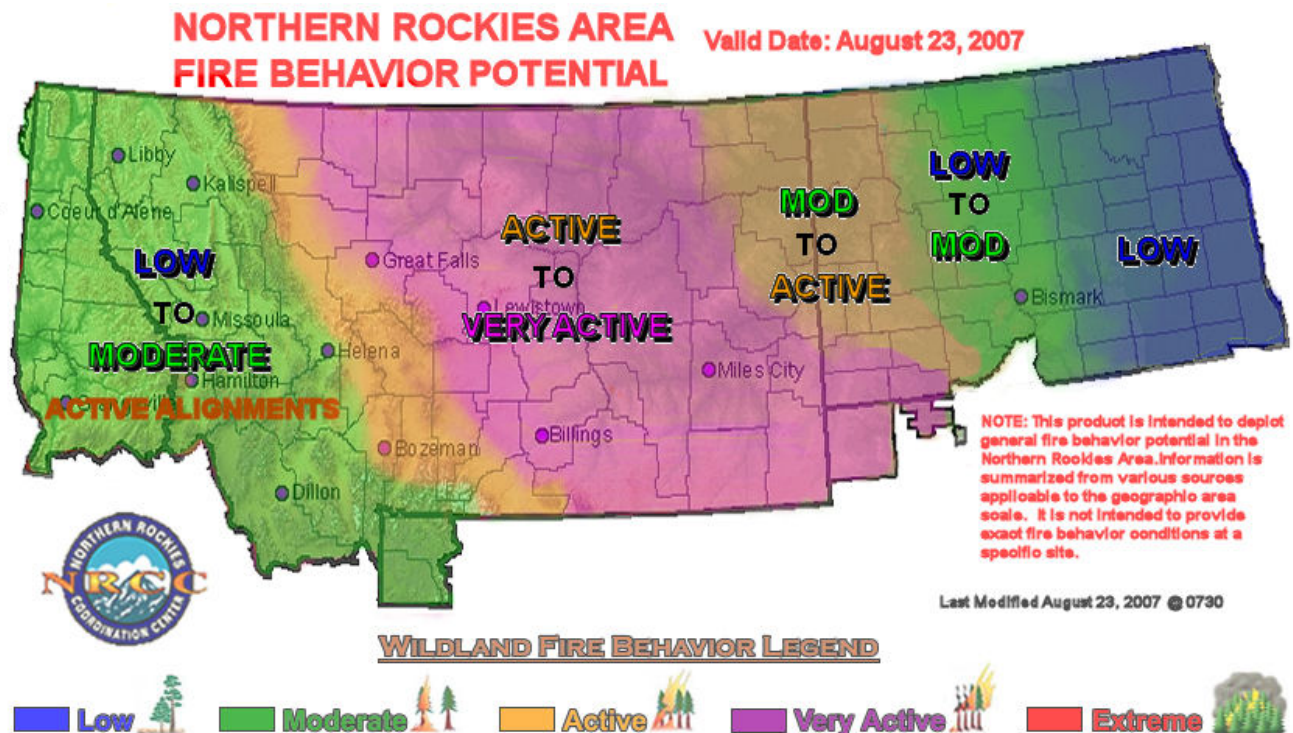 NORTHERN ROCKIES AREA
FIRE BEHAVIOR POTENTIAL
Valid Date: August 23, 2007
Libby
Kalispell
Coeur d'Alene
LOW
TO
MODERATE
Missoula
Helena
Hamilton
ACTIVE ALIGNMENTS
Dillon
Bozeman
Great Falls
ACTIVE
TO
VERY ACTIVE
Lewistown
Miles City
Billings
MOD
TO
ACTIVE
LOW
TO
MOD
LOW
Bismark
NOTE: This product is intended to depict
general fire behavior potential in the
Northern Rockies Area.Information is
summarized from various sources
applicable to the geographic area
scale. It is not intended to provide
exact fire behavior conditions at a
specific site.
Last Modified August 23, 2007 @ 0730
NORTHERN ROCKIES
NRCC
COORDINATION CENTER
WILDLAND FIRE BEHAVIOR LEGEND
Low
Moderate
Active
Very Active
Extreme